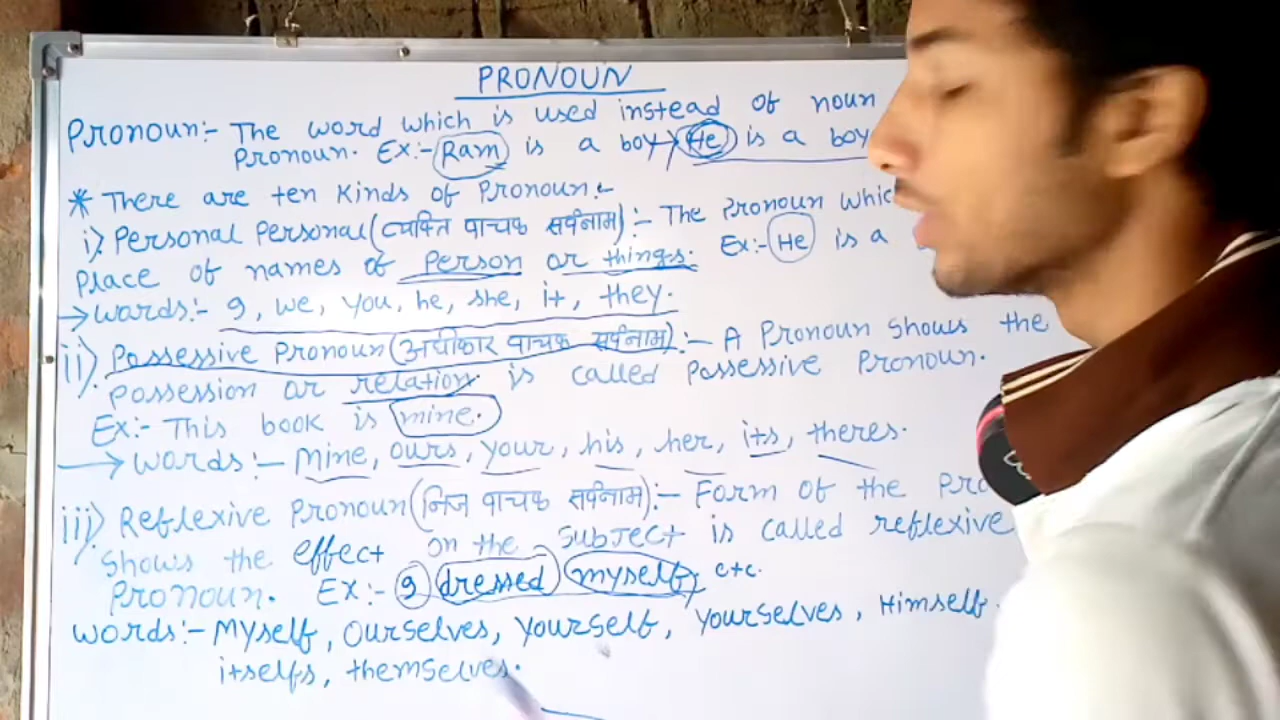 PRONOUN
Pronoun:- The word which is used instead of noun
Pronoun. Ex:- Ram is a boy, He is a boy
* There are ten kinds of Pronoun:-
i) Personal Personal (व्यक्ति वाचक सर्वनाम):- The Pronoun which
Place of names of Person or things. Ex:- He is a
→ words:- I, we, you, he, she, it, they.
ii) Possessive Pronoun (अधीकार वाचक सर्वनाम):- A Pronoun shows the
possession or relation is called Possessive Pronoun.
Ex:- This book is mine.
→ words:- Mine, ours, your, his, her, its, theres.
iii) Reflexive Pronoun (निज वाचक सर्वनाम):- Form of the
shows the effect on the subject is called reflexive
Pronoun. Ex:- I dressed myself, etc.
words:- Myself, Ourselves, Yourself, Yourselves, Himself.
itselfs, themselves.